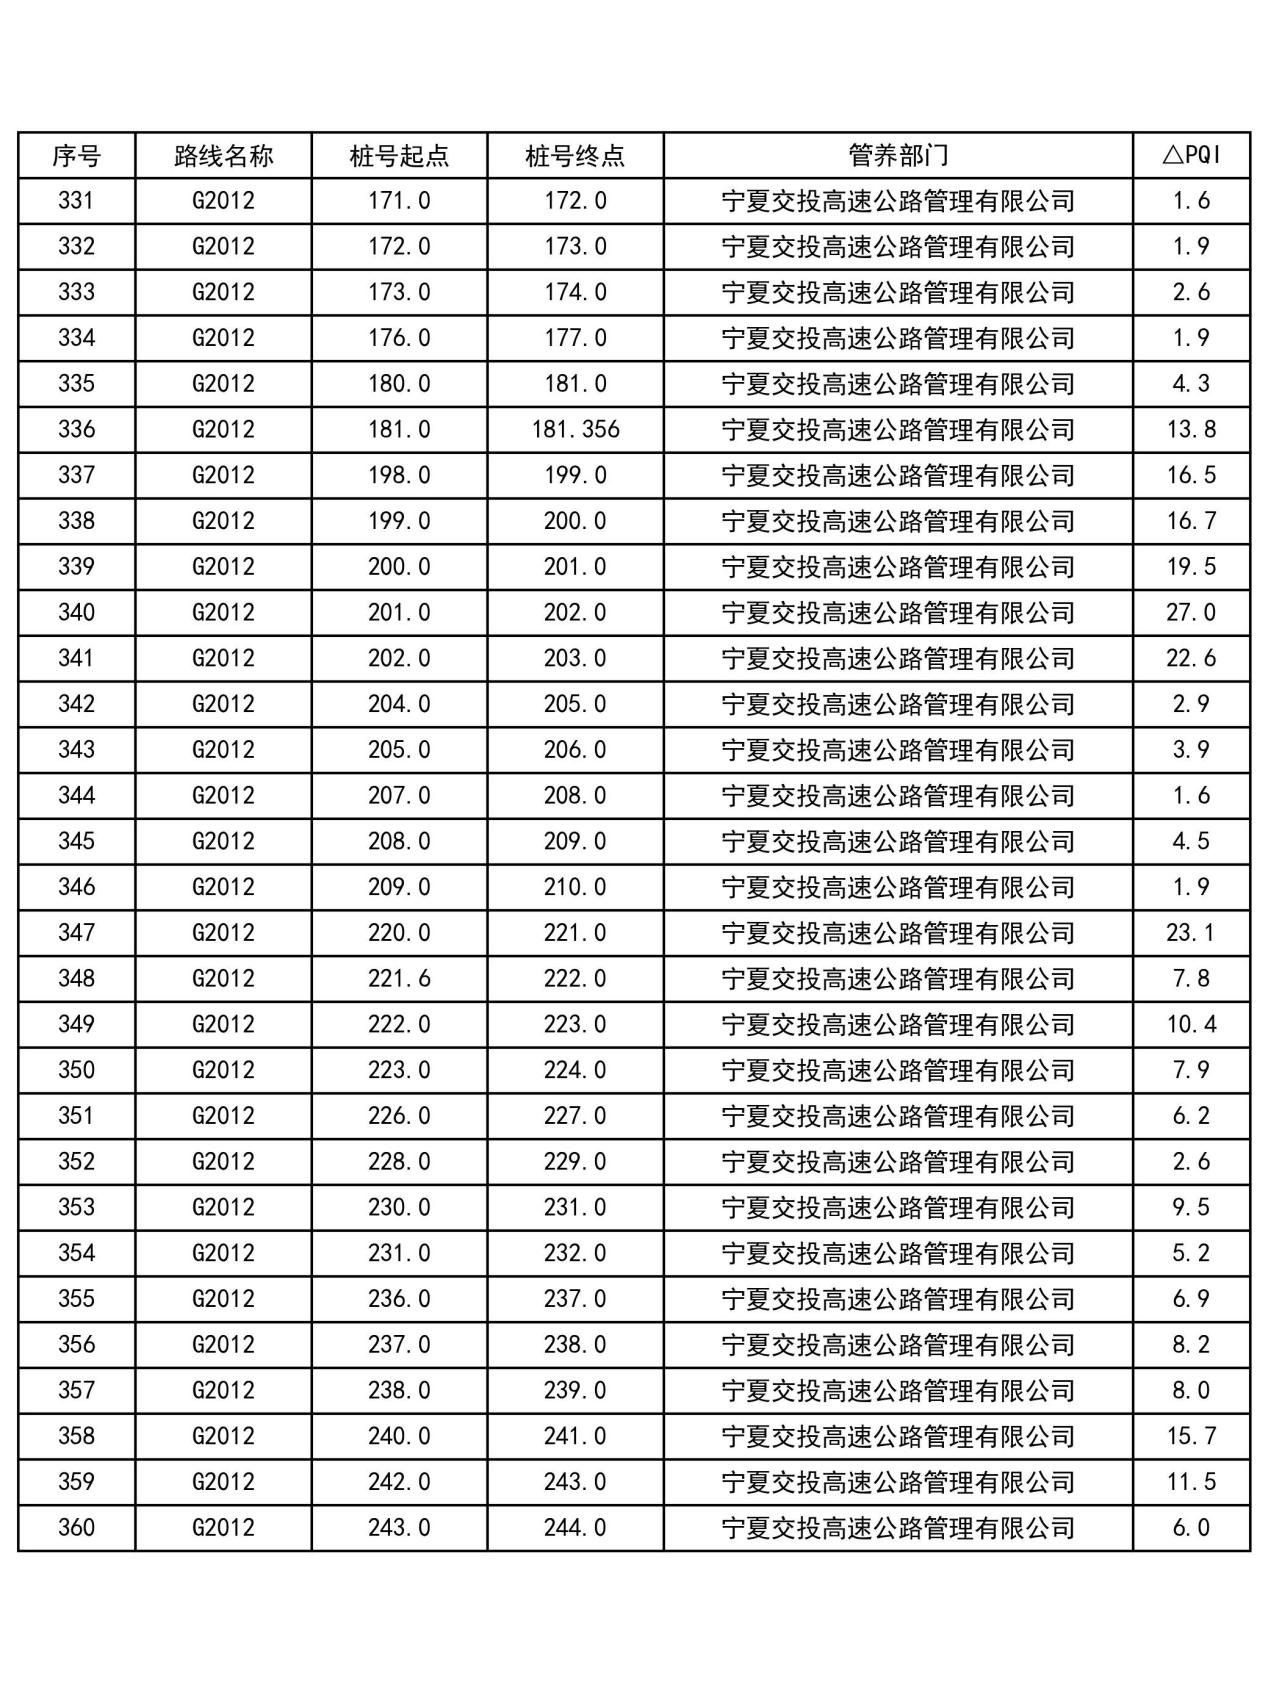 序号 路线名称 桩号起点 桩号终点 管养部门 △PQI
331 G2012 171.0 172.0 宁夏交投高速公路管理有限公司 1.6
332 G2012 172.0 173.0 宁夏交投高速公路管理有限公司 1.9
333 G2012 173.0 174.0 宁夏交投高速公路管理有限公司 2.6
334 G2012 176.0 177.0 宁夏交投高速公路管理有限公司 1.9
335 G2012 180.0 181.0 宁夏交投高速公路管理有限公司 4.3
336 G2012 181.0 181.356 宁夏交投高速公路管理有限公司 13.8
337 G2012 198.0 199.0 宁夏交投高速公路管理有限公司 16.5
338 G2012 199.0 200.0 宁夏交投高速公路管理有限公司 16.7
339 G2012 200.0 201.0 宁夏交投高速公路管理有限公司 19.5
340 G2012 201.0 202.0 宁夏交投高速公路管理有限公司 27.0
341 G2012 202.0 203.0 宁夏交投高速公路管理有限公司 22.6
342 G2012 204.0 205.0 宁夏交投高速公路管理有限公司 2.9
343 G2012 205.0 206.0 宁夏交投高速公路管理有限公司 3.9
344 G2012 207.0 208.0 宁夏交投高速公路管理有限公司 1.6
345 G2012 208.0 209.0 宁夏交投高速公路管理有限公司 4.5
346 G2012 209.0 210.0 宁夏交投高速公路管理有限公司 1.9
347 G2012 220.0 221.0 宁夏交投高速公路管理有限公司 23.1
348 G2012 221.6 222.0 宁夏交投高速公路管理有限公司 7.8
349 G2012 222.0 223.0 宁夏交投高速公路管理有限公司 10.4
350 G2012 223.0 224.0 宁夏交投高速公路管理有限公司 7.9
351 G2012 226.0 227.0 宁夏交投高速公路管理有限公司 6.2
352 G2012 228.0 229.0 宁夏交投高速公路管理有限公司 2.6
353 G2012 230.0 231.0 宁夏交投高速公路管理有限公司 9.5
354 G2012 231.0 232.0 宁夏交投高速公路管理有限公司 5.2
355 G2012 236.0 237.0 宁夏交投高速公路管理有限公司 6.9
356 G2012 237.0 238.0 宁夏交投高速公路管理有限公司 8.2
357 G2012 238.0 239.0 宁夏交投高速公路管理有限公司 8.0
358 G2012 240.0 241.0 宁夏交投高速公路管理有限公司 15.7
359 G2012 242.0 243.0 宁夏交投高速公路管理有限公司 11.5
360 G2012 243.0 244.0 宁夏交投高速公路管理有限公司 6.0